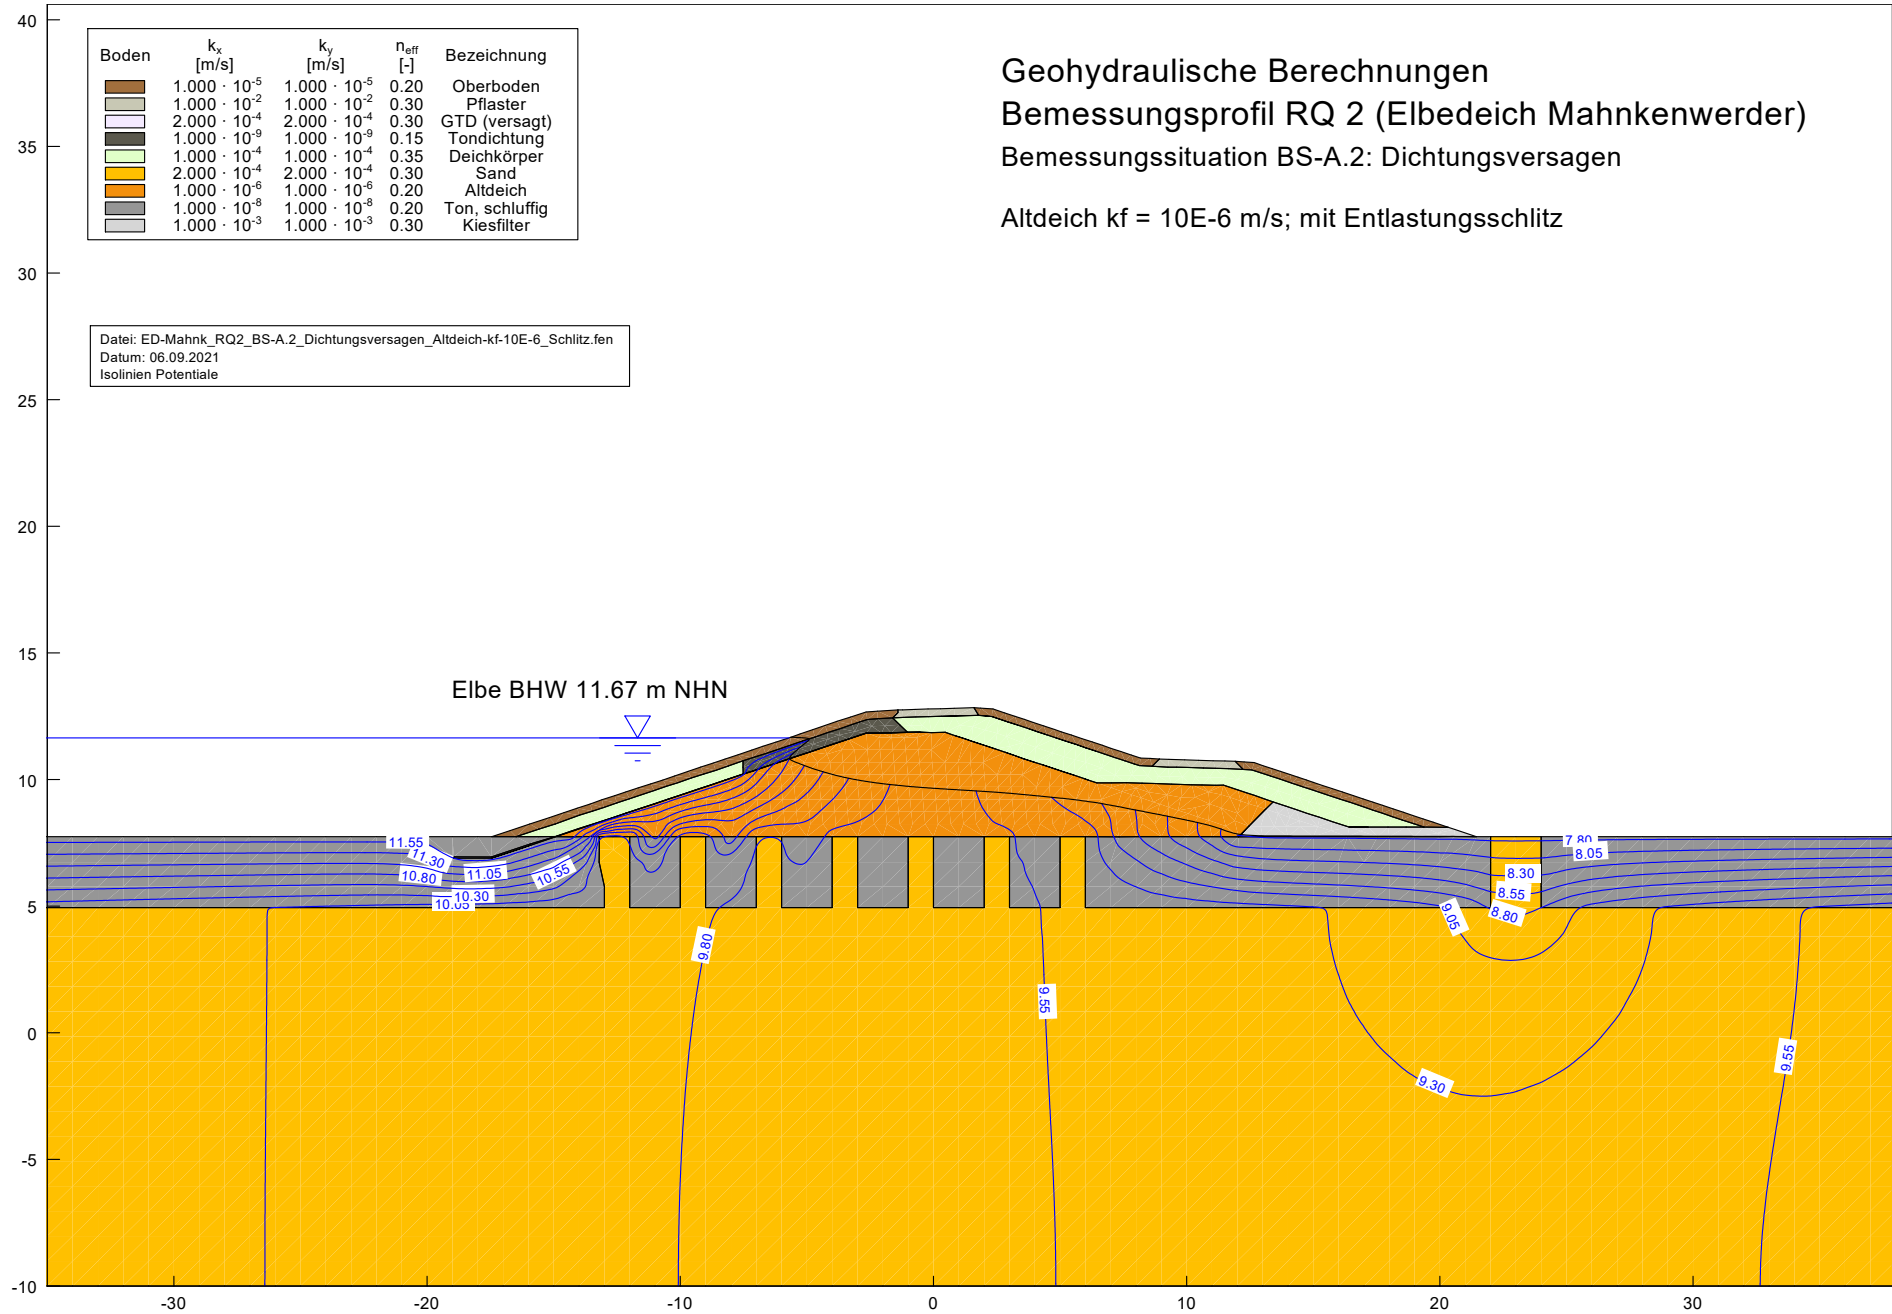 40
35
30
25
20
15
10
5
0
-5
-10
Boden kx [m/s] ky [m/s] neff [-] Bezeichnung
1.000 · 10-5 1.000 · 10-5 0.20 Oberboden
1.000 · 10-2 1.000 · 10-2 0.30 Pflaster
2.000 · 10-4 2.000 · 10-4 0.30 GTD (versagt)
1.000 · 10-9 1.000 · 10-9 0.15 Tondichtung
1.000 · 10-4 1.000 · 10-4 0.35 Deichkörper
2.000 · 10-4 2.000 · 10-4 0.30 Sand
1.000 · 10-6 1.000 · 10-6 0.20 Altdeich
1.000 · 10-8 1.000 · 10-8 0.20 Ton, schluffig
1.000 · 10-3 1.000 · 10-3 0.30 Kiesfilter
Geohydraulische Berechnungen
Bemessungsprofil RQ 2 (Elbedeich Mahnkenwerder)
Bemessungssituation BS-A.2: Dichtungsversagen
Altdeich kf = 10E-6 m/s; mit Entlastungsschlitz
Datei: ED-Mahnk_RQ2_BS-A.2_Dichtungsversagen_Altdeich-kf-10E-6_Schlitz.fen
Datum: 06.09.2021
Isolinien Potentiale
Elbe BHW 11.67 m NHN
11.55
11.30
10.80
11.05
10.55
10.30
10.05
7.80
8.05
8.30
8.55
8.80
9.05
9.80
9.55
9.30
9.55
-30
-20
-10
0
10
20
30